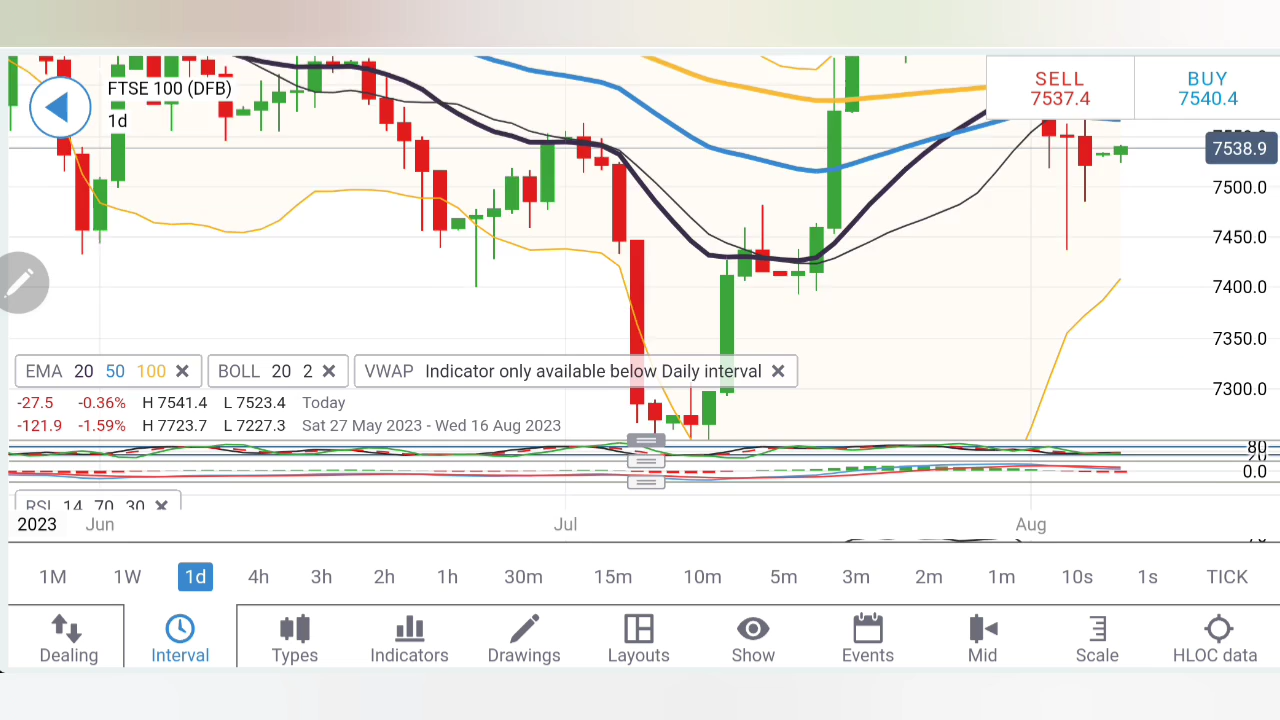 FTSE 100 (DFB)
1d
SELL
7537.4
BUY
7540.4
7538.9
7500.0
7450.0
7400.0
7350.0
7300.0
EMA 20 50 100
BOLL 20 2
VWAP Indicator only available below Daily interval
-27.5 -0.36% H 7541.4 L 7523.4 Today
-121.9 -1.59% H 7723.7 L 7227.3 Sat 27 May 2023 - Wed 16 Aug 2023
80
20
0.0
RSI 14 70 30
2023 Jun Jul Aug
1M 1W 1d 4h 3h 2h 1h 30m 15m 10m 5m 3m 2m 1m 10s 1s TICK
Dealing Interval Types Indicators Drawings Layouts Show Events Mid Scale HLOC data